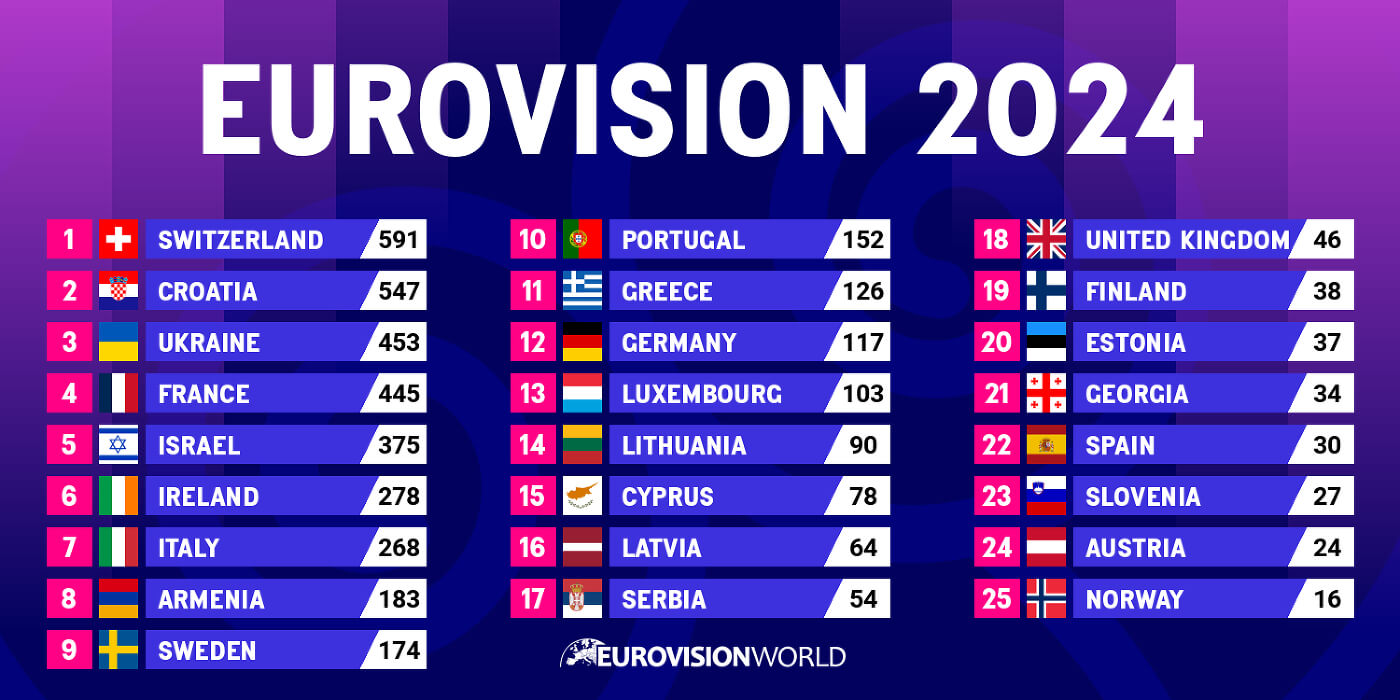 EUROVISION 2024
1 SWITZERLAND 591
2 CROATIA 547
3 UKRAINE 453
4 FRANCE 445
5 ISRAEL 375
6 IRELAND 278
7 ITALY 268
8 ARMENIA 183
9 SWEDEN 174
10 PORTUGAL 152
11 GREECE 126
12 GERMANY 117
13 LUXEMBOURG 103
14 LITHUANIA 90
15 CYPRUS 78
16 LATVIA 64
17 SERBIA 54
18 UNITED KINGDOM 46
19 FINLAND 38
20 ESTONIA 37
21 GEORGIA 34
22 SPAIN 30
23 SLOVENIA 27
24 AUSTRIA 24
25 NORWAY 16
EUROVISIONWORLD